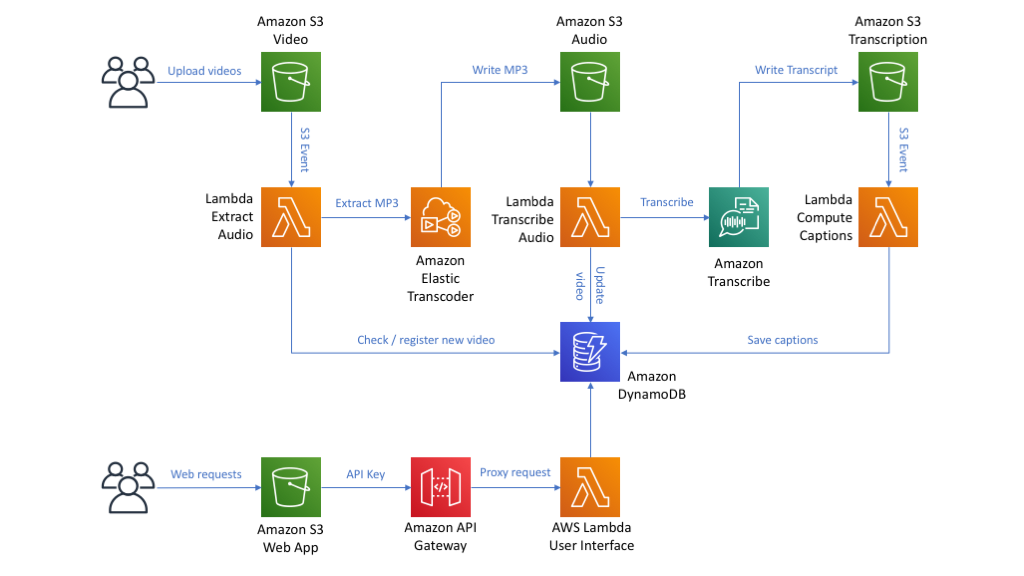 Amazon S3
Video
Amazon S3
Audio
Amazon S3
Transcription
Upload videos
Write MP3
Write Transcript
S3 Event
S3 Event
Lambda
Extract
Audio
Extract MP3
Lambda
Transcribe
Audio
Transcribe
Lambda
Compute
Captions
Amazon
Elastic
Transcoder
Amazon
Transcribe
Update
video
Check / register new video
Save captions
Amazon
DynamoDB
Web requests
API Key
Proxy request
Amazon S3
Web App
Amazon API
Gateway
AWS Lambda
User Interface